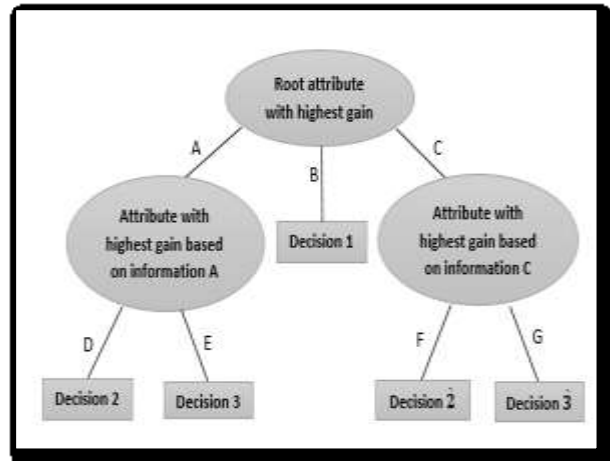 Root attribute
with highest gain
A
B
C
Attribute with
highest gain based
on information A
Decision 1
Attribute with
highest gain based
on information C
D
E
F
G
Decision 2
Decision 3
Decision 2
Decision 3